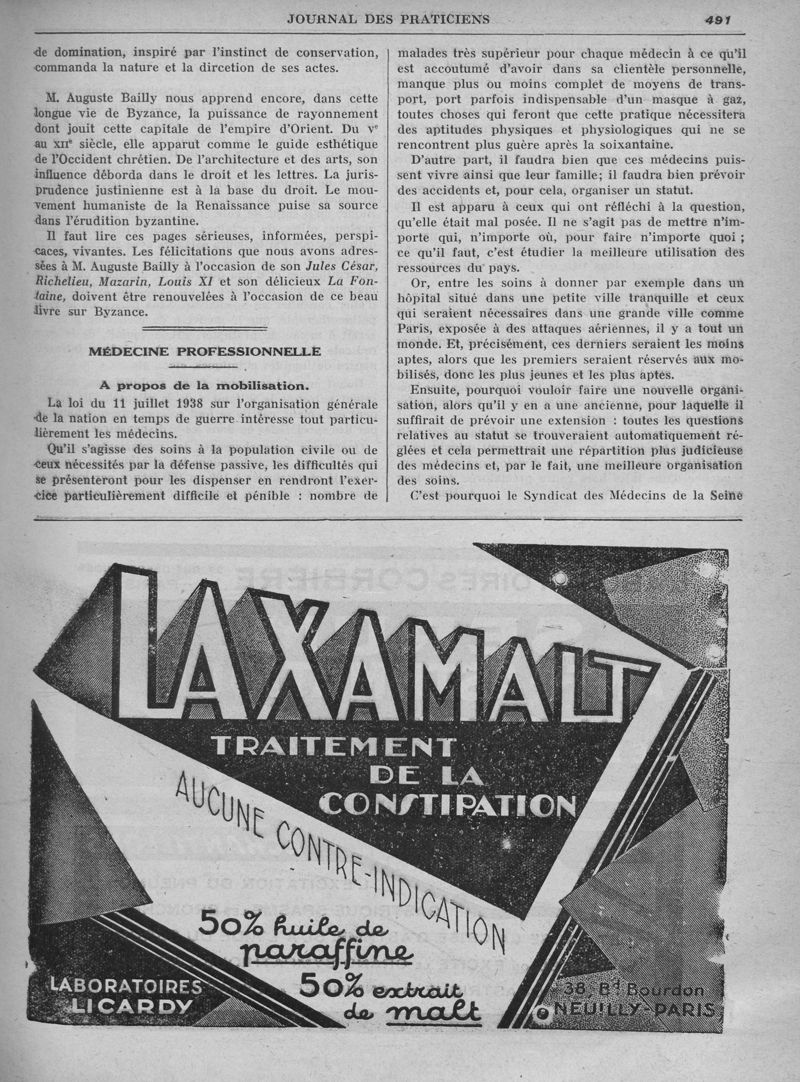 JOURNAL DES PRATICIENS 491
de domination, inspiré par l'instinct de conservation,
commanda la nature et la dircetion de ses actes.
M. Auguste Bailly nous apprend encore, dans cette
longue vie de Byzance, la puissance de rayonnement
dont jouit cette capitale de l'empire d'Orient. Du Ve
au XIIe siècle, elle apparut comme le guide esthétique
de l'Occident chrétien. De l'architecture et des arts, son
influence déborda dans le droit et les lettres. La juris-
prudence justinienne est à la base du droit. Le mou-
vement humaniste de la Renaissance puise sa source
dans l'érudition byzantine.
Il faut lire ces pages sérieuses, informées, perspi-
caces, vivantes. Les félicitations que nous avons adres-
sées à M. Auguste Bailly à l'occasion de son Jules César,
Richelieu, Mazarin, Louis XI et son délicieux La Fon-
taine, doivent être renouvelées à l'occasion de ce beau
livre sur Byzance.
MÉDECINE PROFESSIONNELLE
A propos de la mobilisation.
La loi du 11 juillet 1938 sur l'organisation générale
de la nation en temps de guerre intéresse tout particu-
lièrement les médecins.
Qu'il s'agisse des soins à la population civile ou de
ceux nécessités par la défense passive, les difficultés qui
se présenteront pour les dispenser en rendront l'exer-
cice particulièrement difficile et pénible : nombre de
malades très supérieur pour chaque médecin à ce qu'il
est accoutumé d'avoir dans sa clientèle personnelle,
manque plus ou moins complet de moyens de trans-
port, port parfois indispensable d'un masque à gaz,
toutes choses qui feront que cette pratique nécessitera
des aptitudes physiques et physiologiques qui ne se
rencontrent plus guère après la soixantaine.
D'autre part, il faudra bien que ces médecins puis-
sent vivre ainsi que leur famille; il faudra bien prévoir
des accidents et, pour cela, organiser un statut.
Il est apparu à ceux qui ont réfléchi à la question,
qu'elle était mal posée. Il ne s'agit pas de mettre n'im-
porte qui, n'importe où, pour faire n'importe quoi ;
ce qu'il faut, c'est étudier la meilleure utilisation des
ressources du pays.
Or, entre les soins à donner par exemple dans un
hôpital situé dans une petite ville tranquille et ceux
qui seraient nécessaires dans une grande ville comme
Paris, exposée à des attaques aériennes, il y a tout un
monde. Et, précisément, ces derniers seraient les moins
aptes, alors que les premiers seraient réservés aux mo-
bilisés, donc les plus jeunes et les plus aptes.
Ensuite, pourquoi vouloir faire une nouvelle organi-
sation, alors qu'il y en a une ancienne, pour laquelle il
suffirait de prévoir une extension : toutes les questions
relatives au statut se trouveraient automatiquement ré-
glées et cela permettrait une répartition plus judicieuse
des médecins et, par le fait, une meilleure organisation
des soins.
C'est pourquoi le Syndicat des Médecins de la Seine
LAXAMALT
TRAITEMENT
DE LA
CONSTIPATION
AUCUNE CONTRE-INDICATION
50% huile de
paraffine
50% extrait
de malt
LABORATOIRES
LICARDY
38, Bd Bourdon
NEUILLY-PARIS